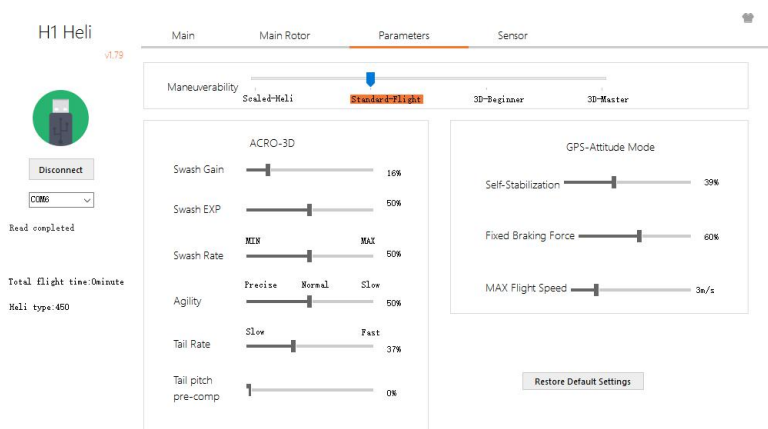 H1 Heli
v1.79
Main
Main Rotor
Parameters
Sensor
Disconnect
COM6
Read completed
Total flight time:0minute
Heli type:450
Maneuverability
Scaled-Heli
Standard-Flight
3D-Beginner
3D-Master
ACRO-3D
Swash Gain
16%
Swash EXP
50%
MIN
MAX
Swash Rate
50%
Precise
Normal
Slow
Agility
50%
Slow
Fast
Tail Rate
37%
Tail pitch
pre-comp
0%
GPS-Attitude Mode
Self-Stabilization
39%
Fixed Braking Force
60%
MAX Flight Speed
3m/s
Restore Default Settings